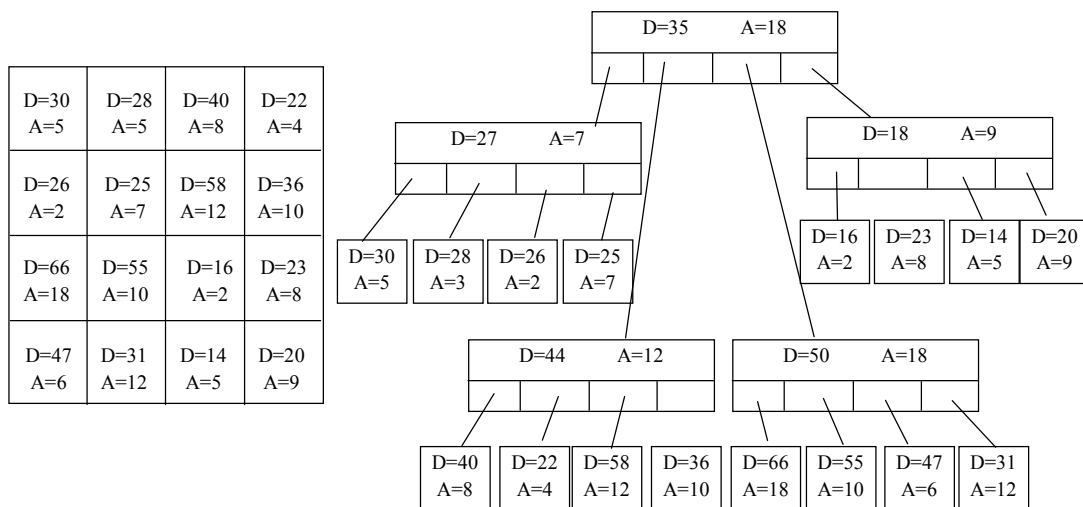 D=35 A=18
D=30 D=28 D=40 D=22
A=5 A=5 A=8 A=4
D=26 D=25 D=58 D=36
A=2 A=7 A=12 A=10
D=66 D=55 D=16 D=23
A=18 A=10 A=2 A=8
D=47 D=31 D=14 D=20
A=6 A=12 A=5 A=9
D=27 A=7
D=18 A=9
D=30 D=28 D=26 D=25
A=5 A=3 A=2 A=7
D=16 D=23 D=14 D=20
A=2 A=8 A=5 A=9
D=44 A=12
D=50 A=18
D=40 D=22 D=58 D=36
A=8 A=4 A=12 A=10
D=66 D=55 D=47 D=31
A=18 A=10 A=6 A=12